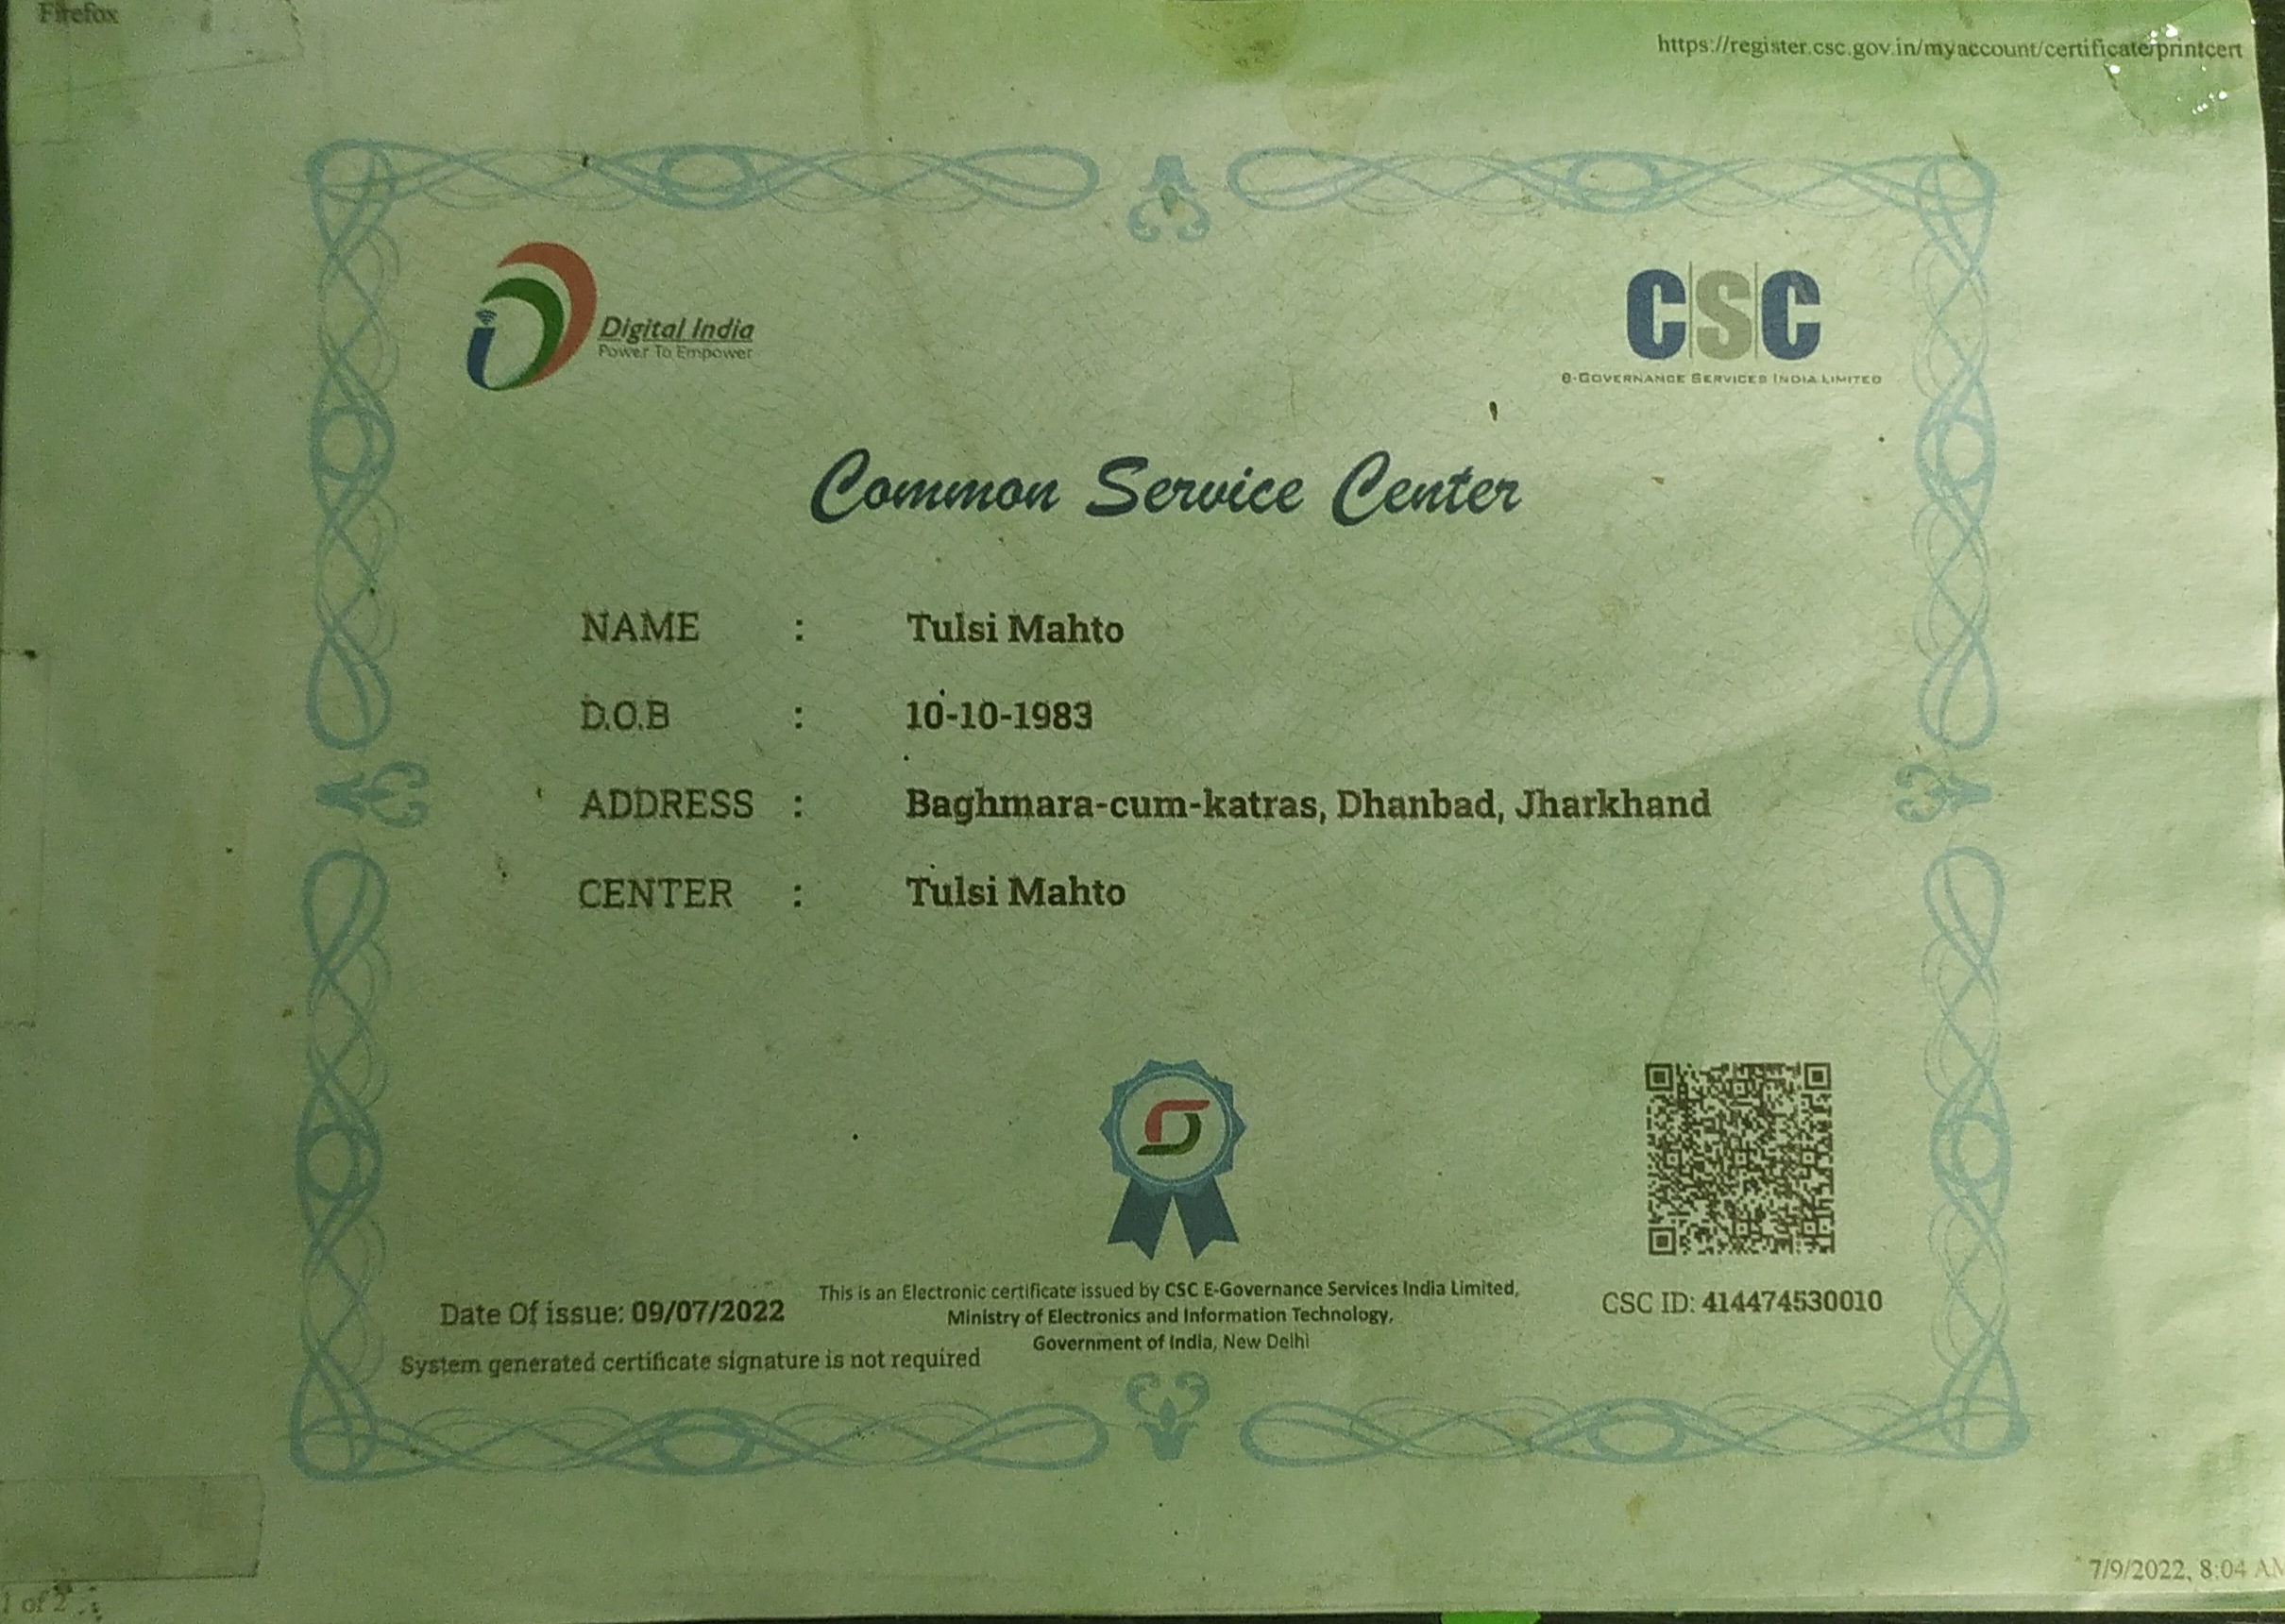 Firefox
https://register.csc.gov.in/myaccount/certificate/printcert
Digital India
Power To Empower
CSC
e-Governance Services India Limited
Common Service Center
NAME : Tulsi Mahto
D.O.B : 10-10-1983
ADDRESS : Baghmara-cum-katras, Dhanbad, Jharkhand
CENTER : Tulsi Mahto
Date Of issue: 09/07/2022
System generated certificate signature is not required
This is an Electronic certificate issued by CSC E-Governance Services India Limited,
Ministry of Electronics and Information Technology,
Government of India, New Delhi
CSC ID: 414474530010
1 of 2
7/9/2022, 8:04 AM